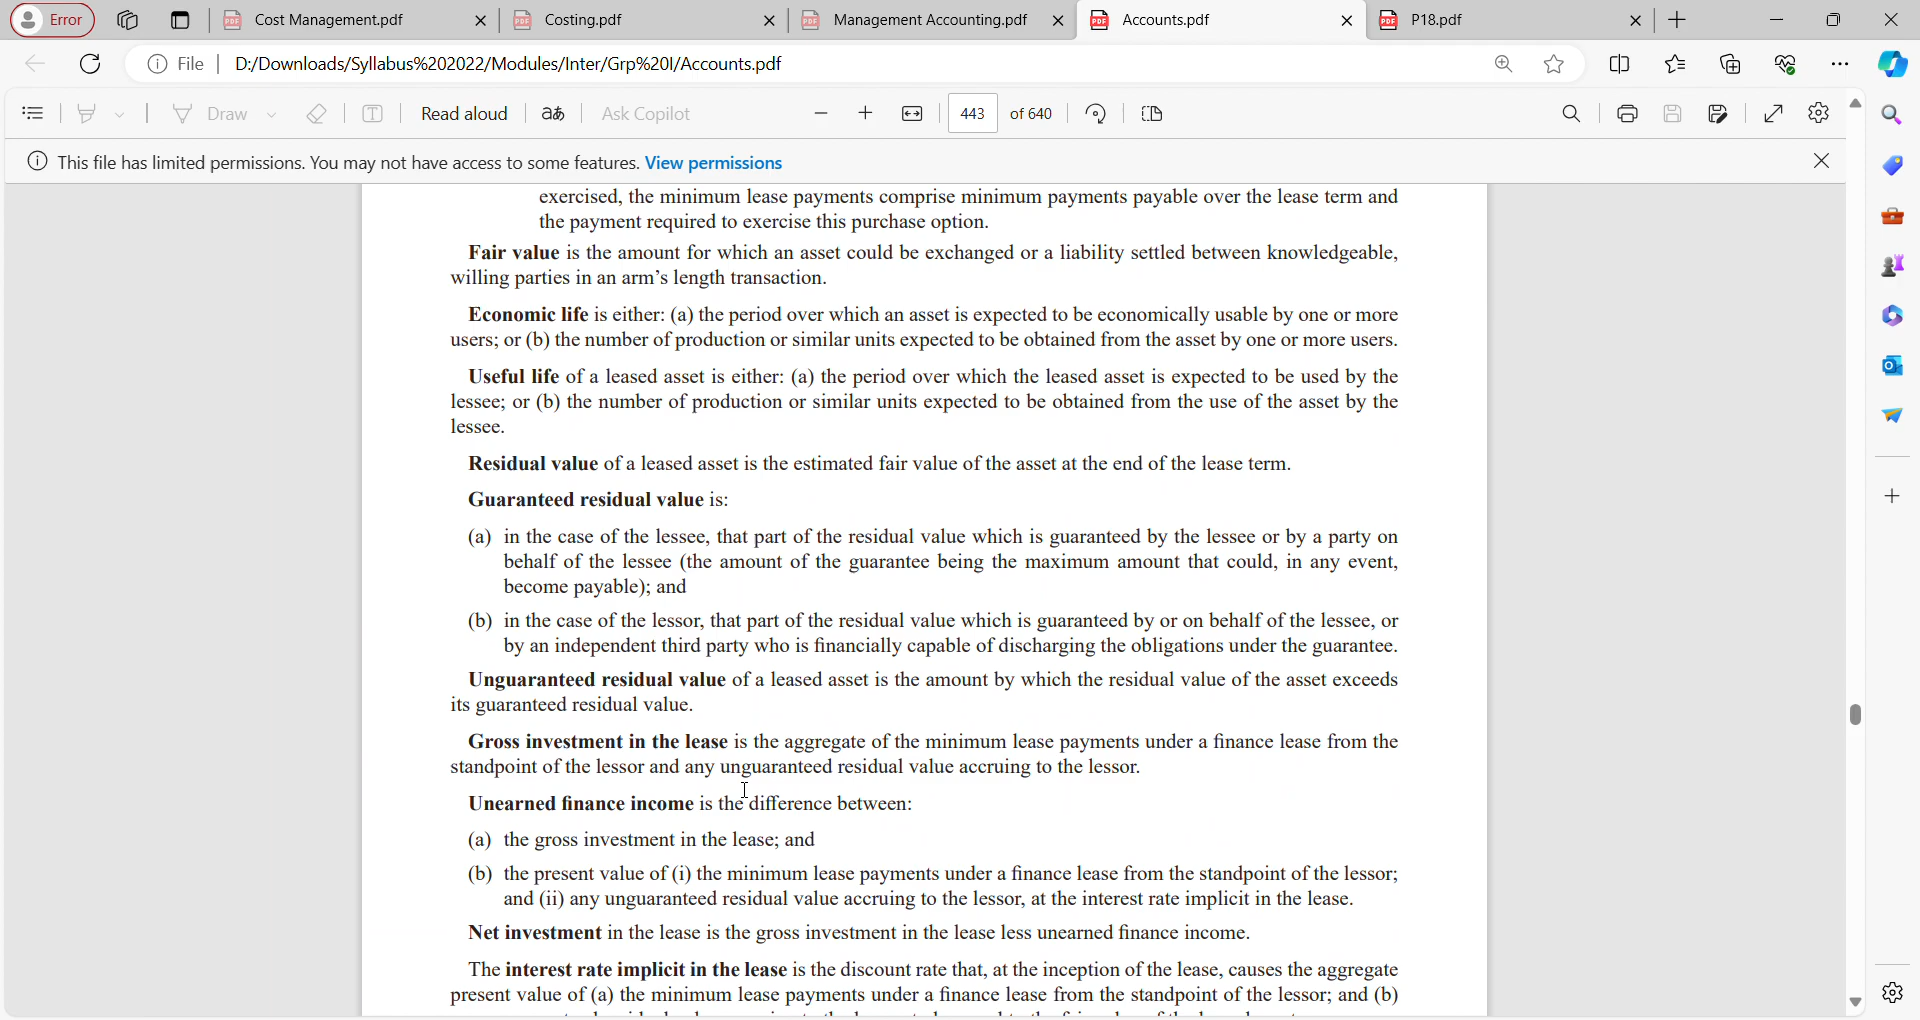 Error
Cost Management.pdf
Costing.pdf
Management Accounting.pdf
Accounts.pdf
P18.pdf
File
D:/Downloads/Syllabus%202022/Modules/Inter/Grp%20I/Accounts.pdf
Draw
Read aloud
aあ
Ask Copilot
443
of 640
This file has limited permissions. You may not have access to some features. View permissions
exercised, the minimum lease payments comprise minimum payments payable over the lease term and
the payment required to exercise this purchase option.
Fair value is the amount for which an asset could be exchanged or a liability settled between knowledgeable,
willing parties in an arm’s length transaction.
Economic life is either: (a) the period over which an asset is expected to be economically usable by one or more
users; or (b) the number of production or similar units expected to be obtained from the asset by one or more users.
Useful life of a leased asset is either: (a) the period over which the leased asset is expected to be used by the
lessee; or (b) the number of production or similar units expected to be obtained from the use of the asset by the
lessee.
Residual value of a leased asset is the estimated fair value of the asset at the end of the lease term.
Guaranteed residual value is:
(a) in the case of the lessee, that part of the residual value which is guaranteed by the lessee or by a party on
behalf of the lessee (the amount of the guarantee being the maximum amount that could, in any event,
become payable); and
(b) in the case of the lessor, that part of the residual value which is guaranteed by or on behalf of the lessee, or
by an independent third party who is financially capable of discharging the obligations under the guarantee.
Unguaranteed residual value of a leased asset is the amount by which the residual value of the asset exceeds
its guaranteed residual value.
Gross investment in the lease is the aggregate of the minimum lease payments under a finance lease from the
standpoint of the lessor and any unguaranteed residual value accruing to the lessor.
Unearned finance income is the difference between:
(a) the gross investment in the lease; and
(b) the present value of (i) the minimum lease payments under a finance lease from the standpoint of the lessor;
and (ii) any unguaranteed residual value accruing to the lessor, at the interest rate implicit in the lease.
Net investment in the lease is the gross investment in the lease less unearned finance income.
The interest rate implicit in the lease is the discount rate that, at the inception of the lease, causes the aggregate
present value of (a) the minimum lease payments under a finance lease from the standpoint of the lessor; and (b)